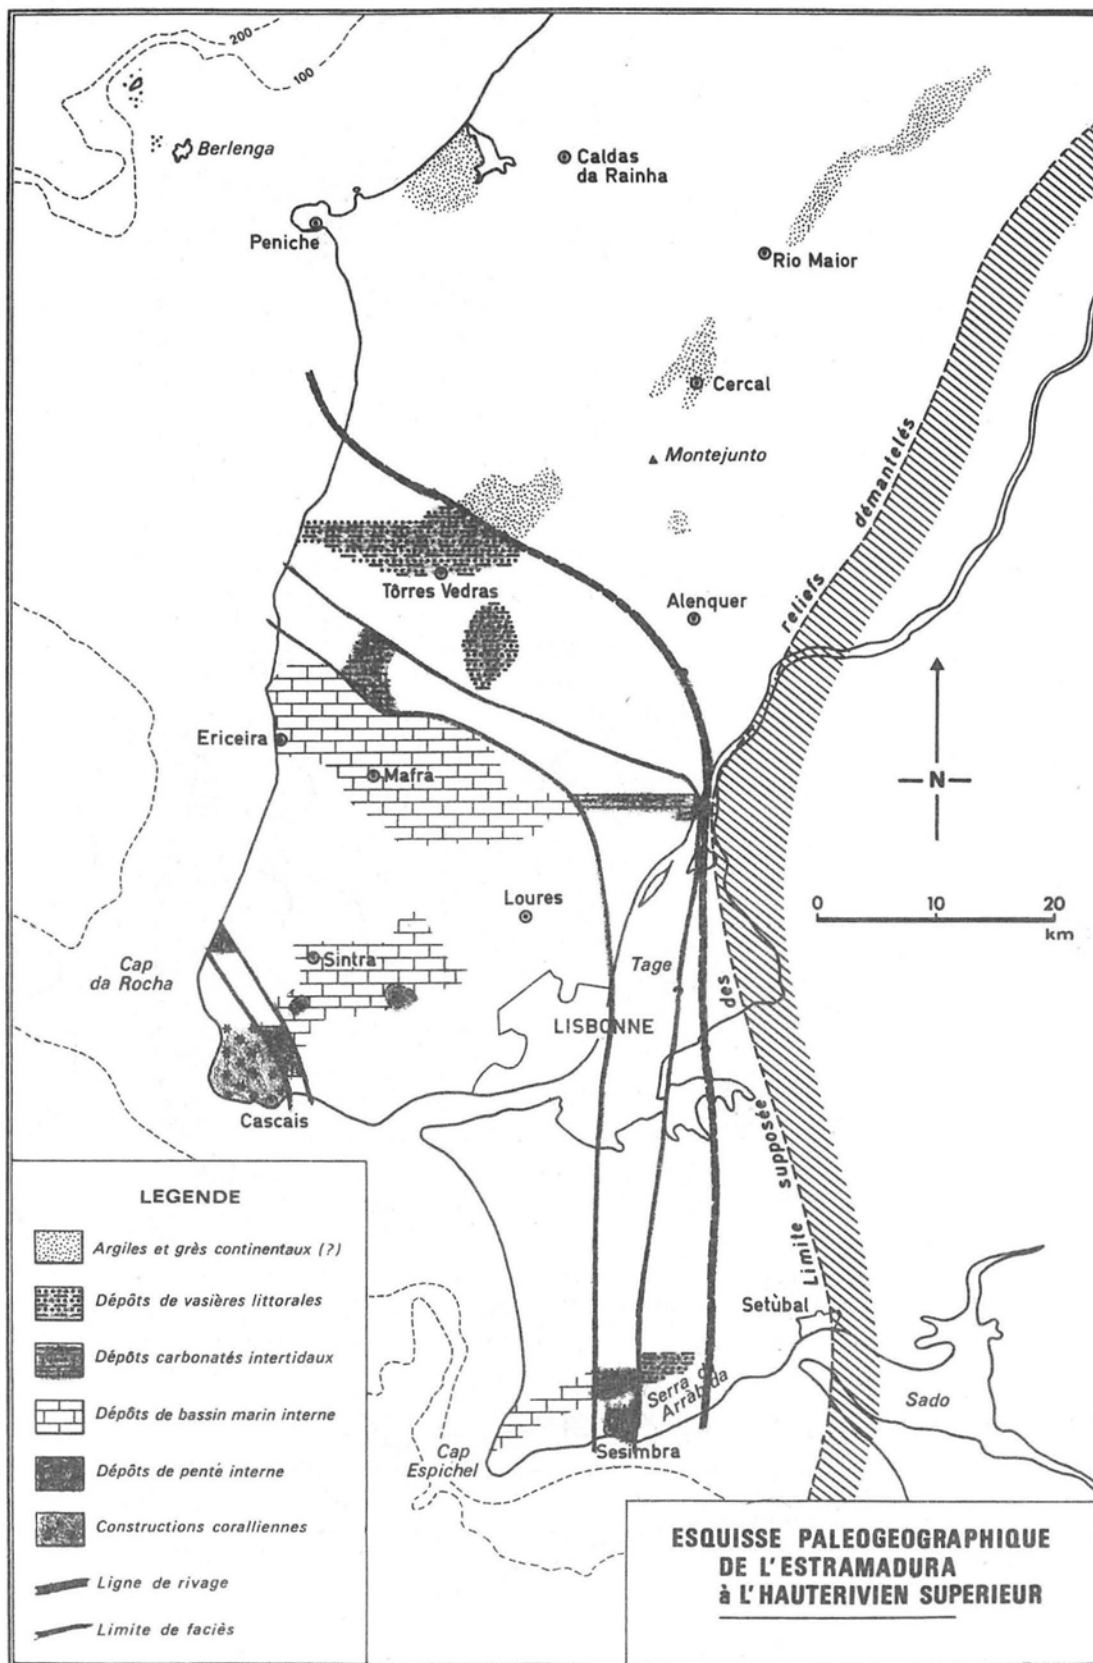 200
100
Berlenga
Caldas
da Rainha
Peniche
Rio Maior
Cercal
Montejunto
démantelés
reliefs
des
Limite supposée
Tôrres Vedras
Alenquer
Ericeira
Mafra
N
Loures
0 10 20
km
Cap
da Rocha
Sintra
Tage
LISBONNE
Cascais
Setùbal
Serra da
Arràbida
Sado
Cap
Espichel
Sesimbra
LEGENDE
Argiles et grès continentaux (?)
Dépôts de vasières littorales
Dépôts carbonatés intertidaux
Dépôts de bassin marin interne
Dépôts de penté interne
Constructions coralliennes
Ligne de rivage
Limite de faciès
ESQUISSE PALEOGEOGRAPHIQUE
DE L'ESTRAMADURA
à L'HAUTERIVIEN SUPERIEUR